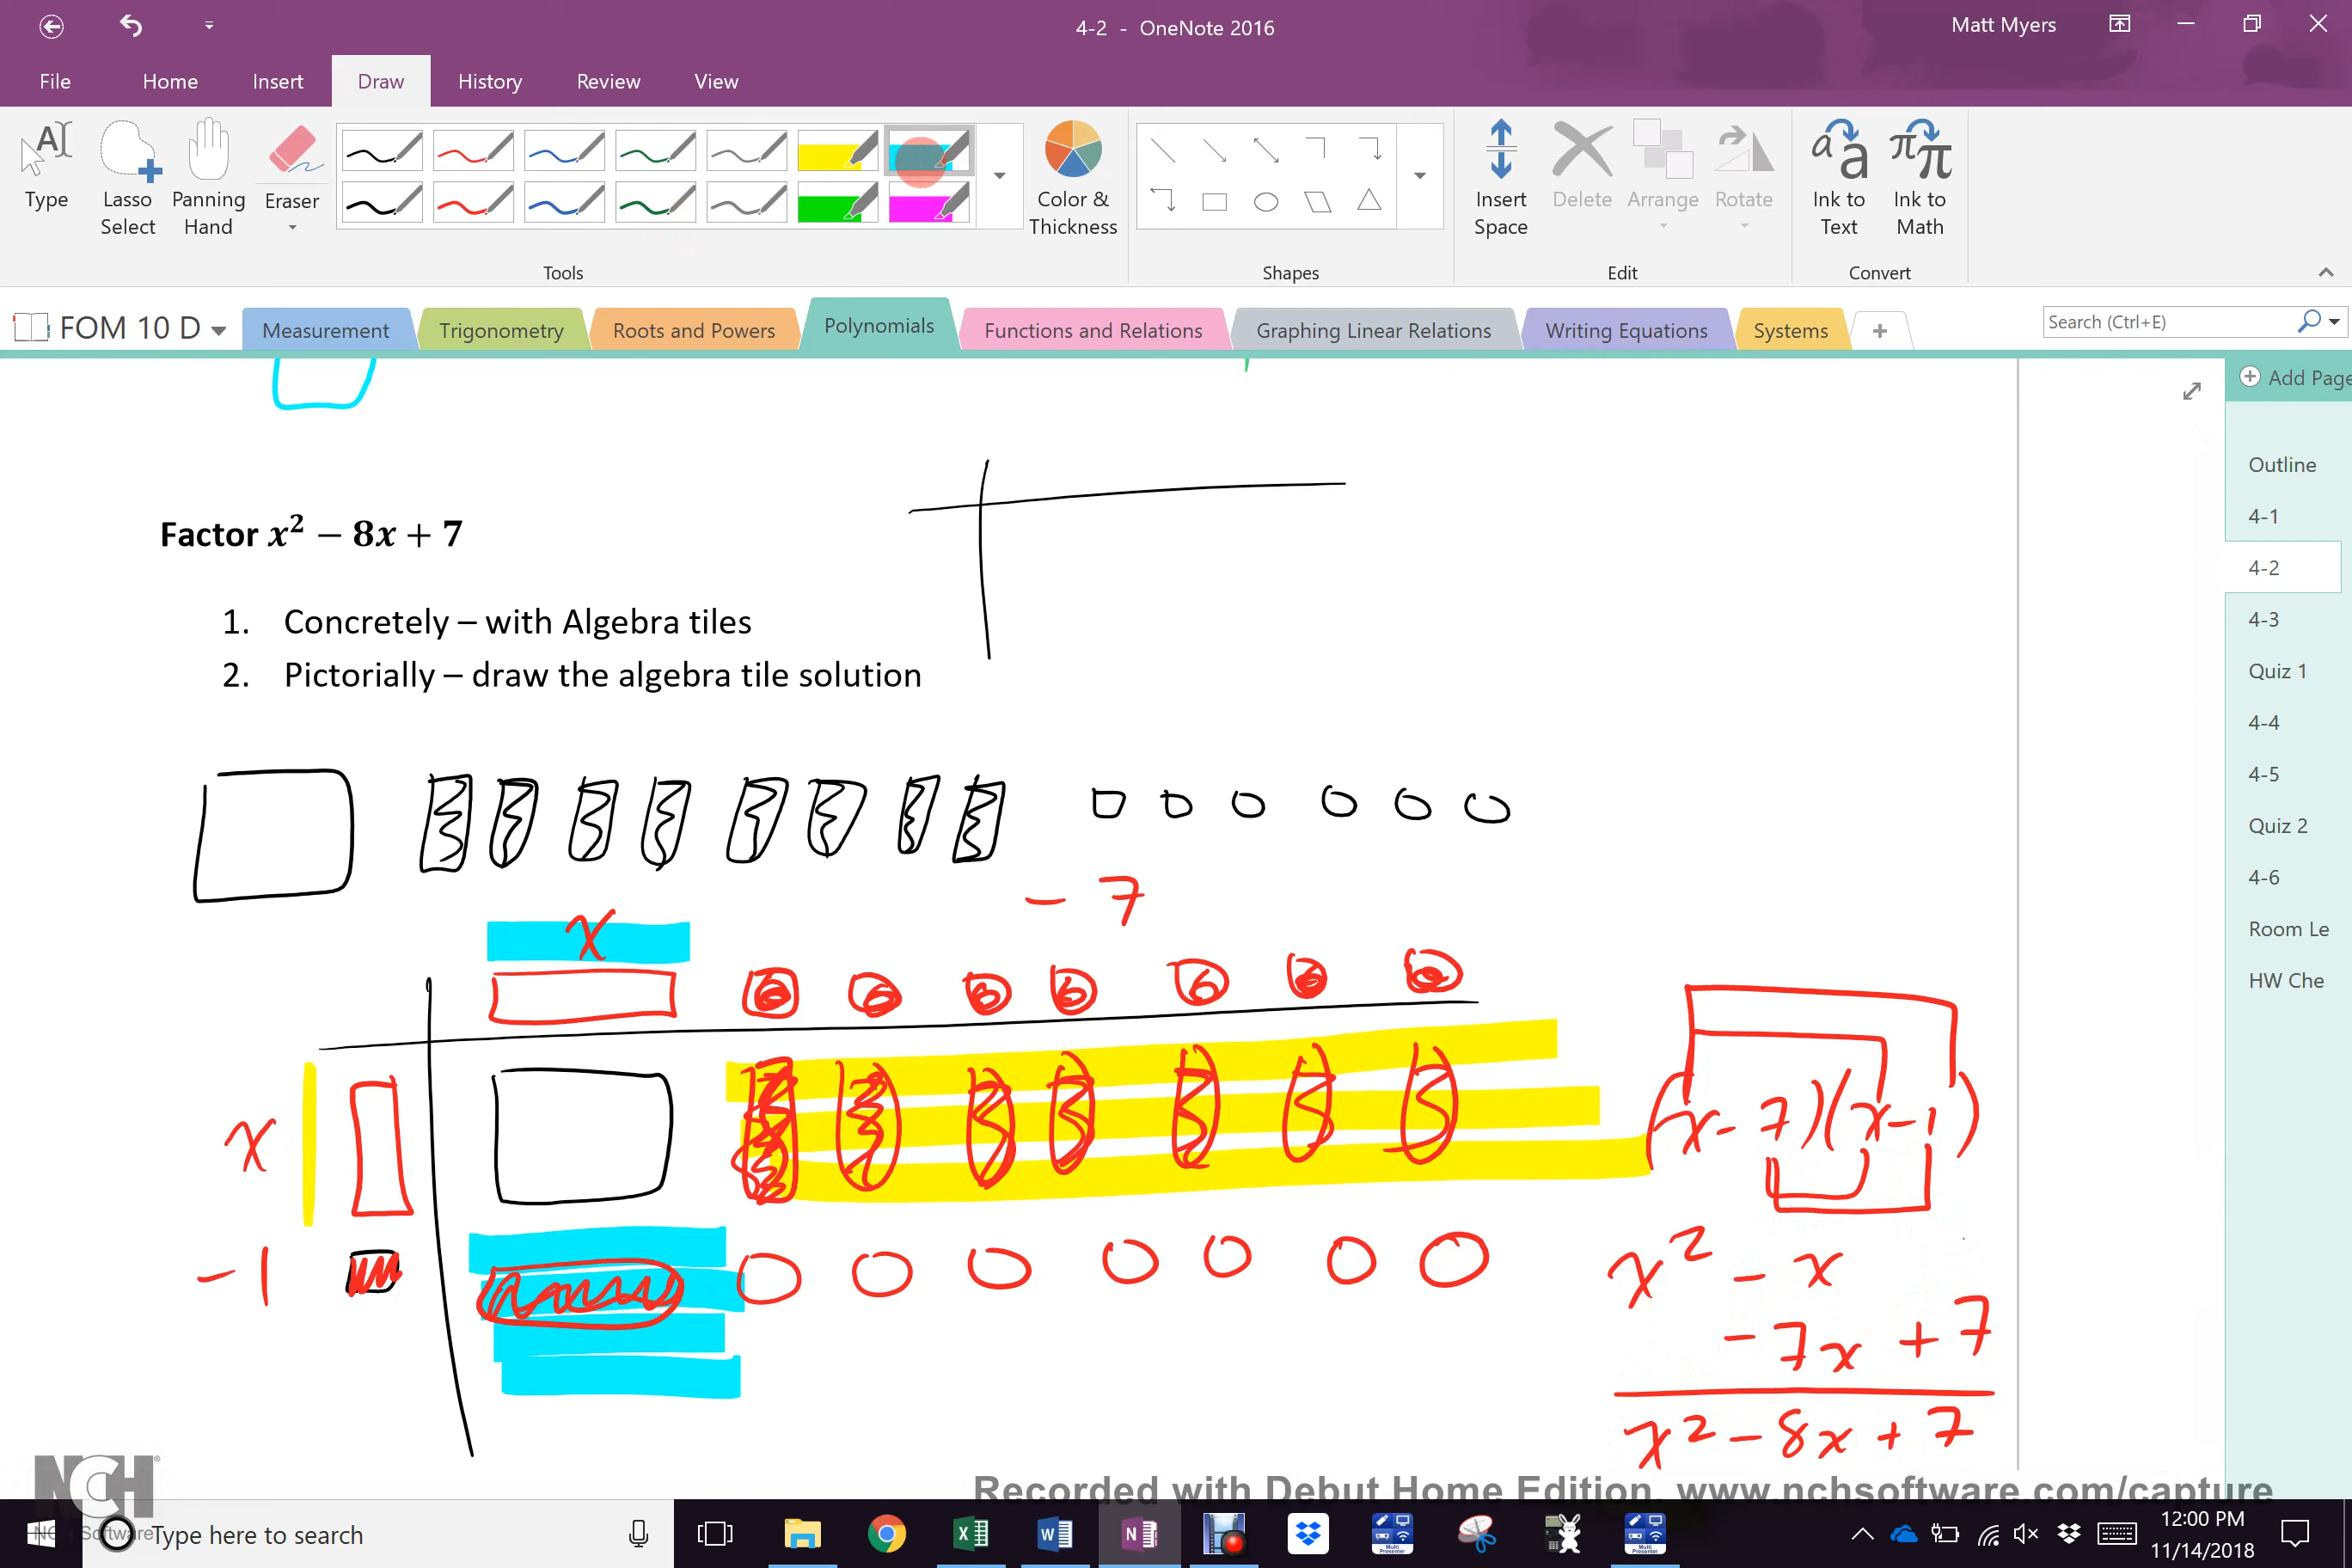 4-2 - OneNote 2016
Matt Myers
File Home Insert Draw History Review View
Type
Lasso Select
Panning Hand
Eraser
Color & Thickness
Insert Space
Delete
Arrange
Rotate
Ink to Text
Ink to Math
Tools
Shapes
Edit
Convert
FOM 10 D
Measurement
Trigonometry
Roots and Powers
Polynomials
Functions and Relations
Graphing Linear Relations
Writing Equations
Systems
Search (Ctrl+E)
Add Page
Outline
4-1
4-2
4-3
Quiz 1
4-4
4-5
Quiz 2
4-6
Room Le
HW Che
Factor x² − 8x + 7
1. Concretely – with Algebra tiles
2. Pictorially – draw the algebra tile solution
x
- 7
x
-1
(x-7)(x-1)
x² - x
-7x +7
x² - 8x + 7
NCH
NCH Software
Recorded with Debut Home Edition. www.nchsoftware.com/capture
Type here to search
12:00 PM
11/14/2018